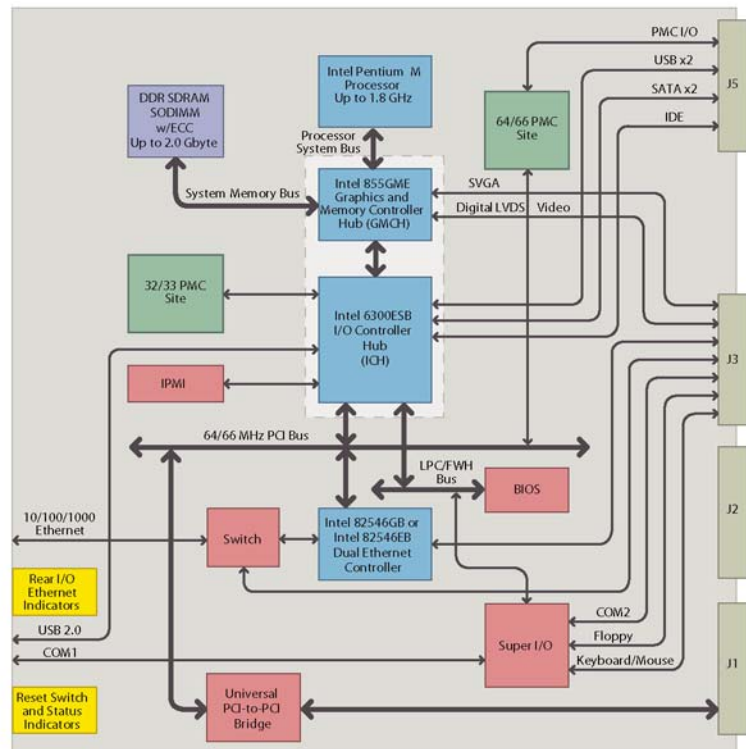 PMC I/O
USB x2
SATA x2
IDE
J5
DDR SDRAM
SODIMM
w/ECC
Up to 2.0 Gbyte
Intel Pentium M
Processor
Up to 1.8 GHz
64/66 PMC
Site
Processor
System Bus
System Memory Bus
Intel 855GME
Graphics and
Memory Controller
Hub (GMCH)
SVGA
Digital LVDS Video
32/33 PMC
Site
Intel 6300ESB
I/O Controller
Hub
(ICH)
J3
IPMI
64/66 MHz PCI Bus
LPC/FWH
Bus
BIOS
J2
10/100/1000
Ethernet
Switch
Intel 82546GB or
Intel 82546EB
Dual Ethernet
Controller
Rear I/O
Ethernet
Indicators
USB 2.0
COM1
Super I/O
COM2
Floppy
Keyboard/Mouse
J1
Reset Switch
and Status
Indicators
Universal
PCI-to-PCI
Bridge